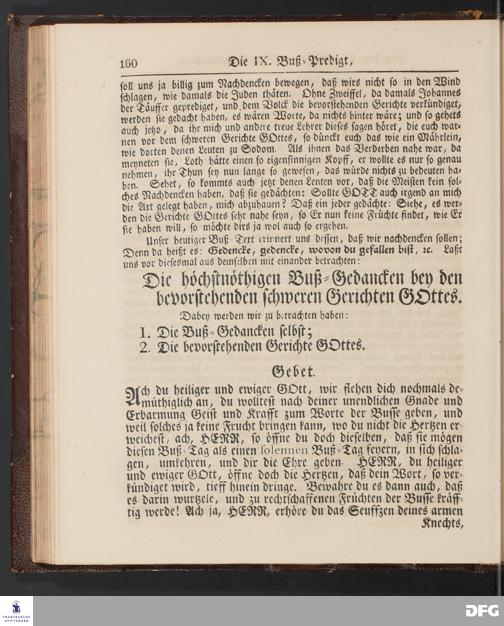 160 Die IX. Buß-Predigt,
soll uns ja billig zum Nachdencken bewegen, daß wirs nicht so in den Wind
schlagen, wie damals die Juden thäten. Ohne Zweiffel, da damals Johannes
der Täuffer geprediget, und dem Volck die bevorstehenden Gerichte verkündiget,
werden sie gedacht haben, es wären Worte, da nichts hinter wäre; und so gehets
auch jetzo, da ihr mich und andere treue Lehrer dieses sagen höret, die euch war-
nen vor dem schweren Gerichte GOttes, so dünckt euch das wie ein Mährlein,
wie dorten denen Leuten zu Sodom. Als ihnen das Verderben nahe war, da
meyneten sie, Loth hätte einen so eigensinnigen Kopff, er wollte es nur so genau
nehmen, ihr Thun sey nun lange so gewesen, das würde nichts zu bedeuten ha-
ben. Sehet, so kommts auch jetzt denen Leuten vor, daß die Meisten kein sol-
ches Nachdencken haben, daß sie gedächten: Sollte GOTT auch irgend an mich
die Axt gelegt haben, mich abzuhauen? Daß ein jeder gedächte: Siehe, es wer-
den die Gerichte GOttes sehr nahe seyn, so Er nun keine Früchte findet, wie Er
sie haben will, so möchte dirs ja wol auch so ergehen.
Unser heutiger Buß-Text erinnert uns dessen, daß wir nachdencken sollen;
Denn da heißt es: Gedencke, gedencke, wovon du gefallen bist, ꝛc. Laßt
uns vor diesesmal aus demselben mit einander betrachten:
Die höchstnöthigen Buß-Gedancken bey den
bevorstehenden schweren Gerichten GOttes.
Dabey werden wir zu betrachten haben:
1. Die Buß-Gedancken selbst;
2. Die bevorstehenden Gerichte GOttes.
Gebet.
Ach du heiliger und ewiger GOtt, wir flehen dich nochmals de-
müthiglich an, du wolltest nach deiner unendlichen Gnade und
Erbarmung Geist und Krafft zum Worte der Busse geben, und
weil solches ja keine Frucht bringen kann, wo du nicht die Hertzen er-
weichest, ach, HERR, so öffne du doch dieselben, daß sie mögen
diesen Buß-Tag als einen solennen Buß-Tag feyern, in sich schla-
gen, umkehren, und dir die Ehre geben. HERR, du heiliger
und ewiger GOtt, öffne doch die Hertzen, daß dein Wort, so ver-
kündiget wird, tieff hinein dringe. Bewahre du es dann auch, daß
es darin wurtzele, und zu rechtschaffenen Früchten der Busse kräff-
tig werde! Ach ja, HERR, erhöre du das Seuffzen deines armen
Knechts,
FRANCKESCHE STIFTUNGEN
DFG